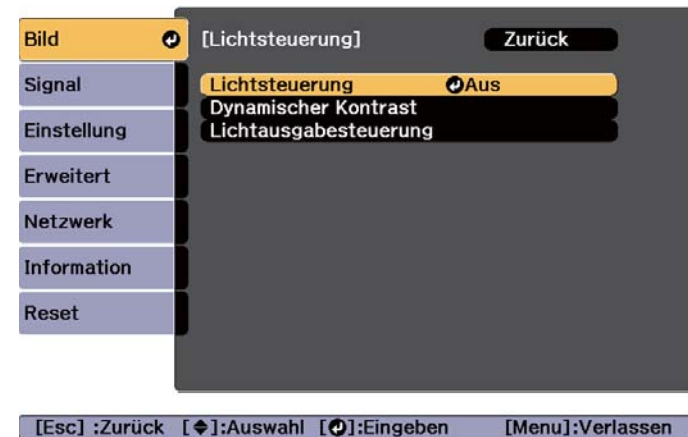 Bild
Signal
Einstellung
Erweitert
Netzwerk
Information
Reset
[Lichtsteuerung] Zurück
Lichtsteuerung Aus
Dynamischer Kontrast
Lichtausgabesteuerung
[Esc] :Zurück [◆]:Auswahl [⏎]:Eingeben [Menu]:Verlassen